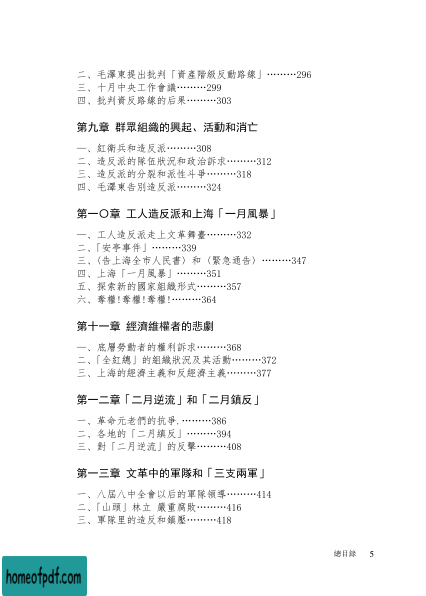 二、毛澤東提出批判「資產階級反動路線」………296
三、十月中央工作會議………299
四、批判資反路線的后果………303
第九章 群眾組織的興起、活動和消亡
一、紅衛兵和造反派………308
二、造反派的隊伍狀況和政治訴求………312
三、造反派的分裂和派性斗爭………318
四、毛澤東告別造反派………324
第一〇章 工人造反派和上海「一月風暴」
一、工人造反派走上文革舞臺………332
二、「安亭事件」………339
三、〈告上海全市人民書〉和〈緊急通告〉………347
四、上海「一月風暴」………351
五、探索新的國家組織形式………357
六、奪權!奪權!奪權!………364
第十一章 經濟維權者的悲劇
一、底層勞動者的權利訴求………368
二、「全紅總」的組織狀況及其活動………372
三、上海的經濟主義和反經濟主義………377
第一二章「二月逆流」和「二月鎮反」
一、革命元老們的抗爭.………386
二、各地的「二月鎮反」………394
三、對「二月逆流」的反擊………408
第一三章 文革中的軍隊和「三支兩軍」
一、八屆八中全會以后的軍隊領導………414
二、「山頭」林立 嚴重腐敗………416
三、軍隊里的造反和鎮壓………418
總目錄 5
homeofpdf.com